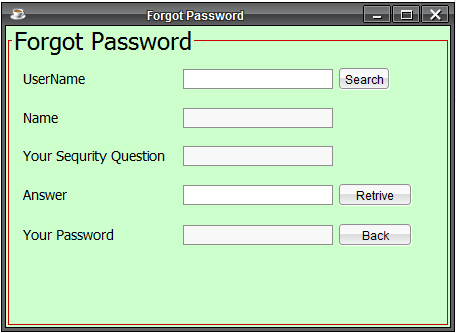 Forgot Password
Forgot Password
UserName Search
Name
Your Sequrity Question
Answer Retrive
Your Password Back